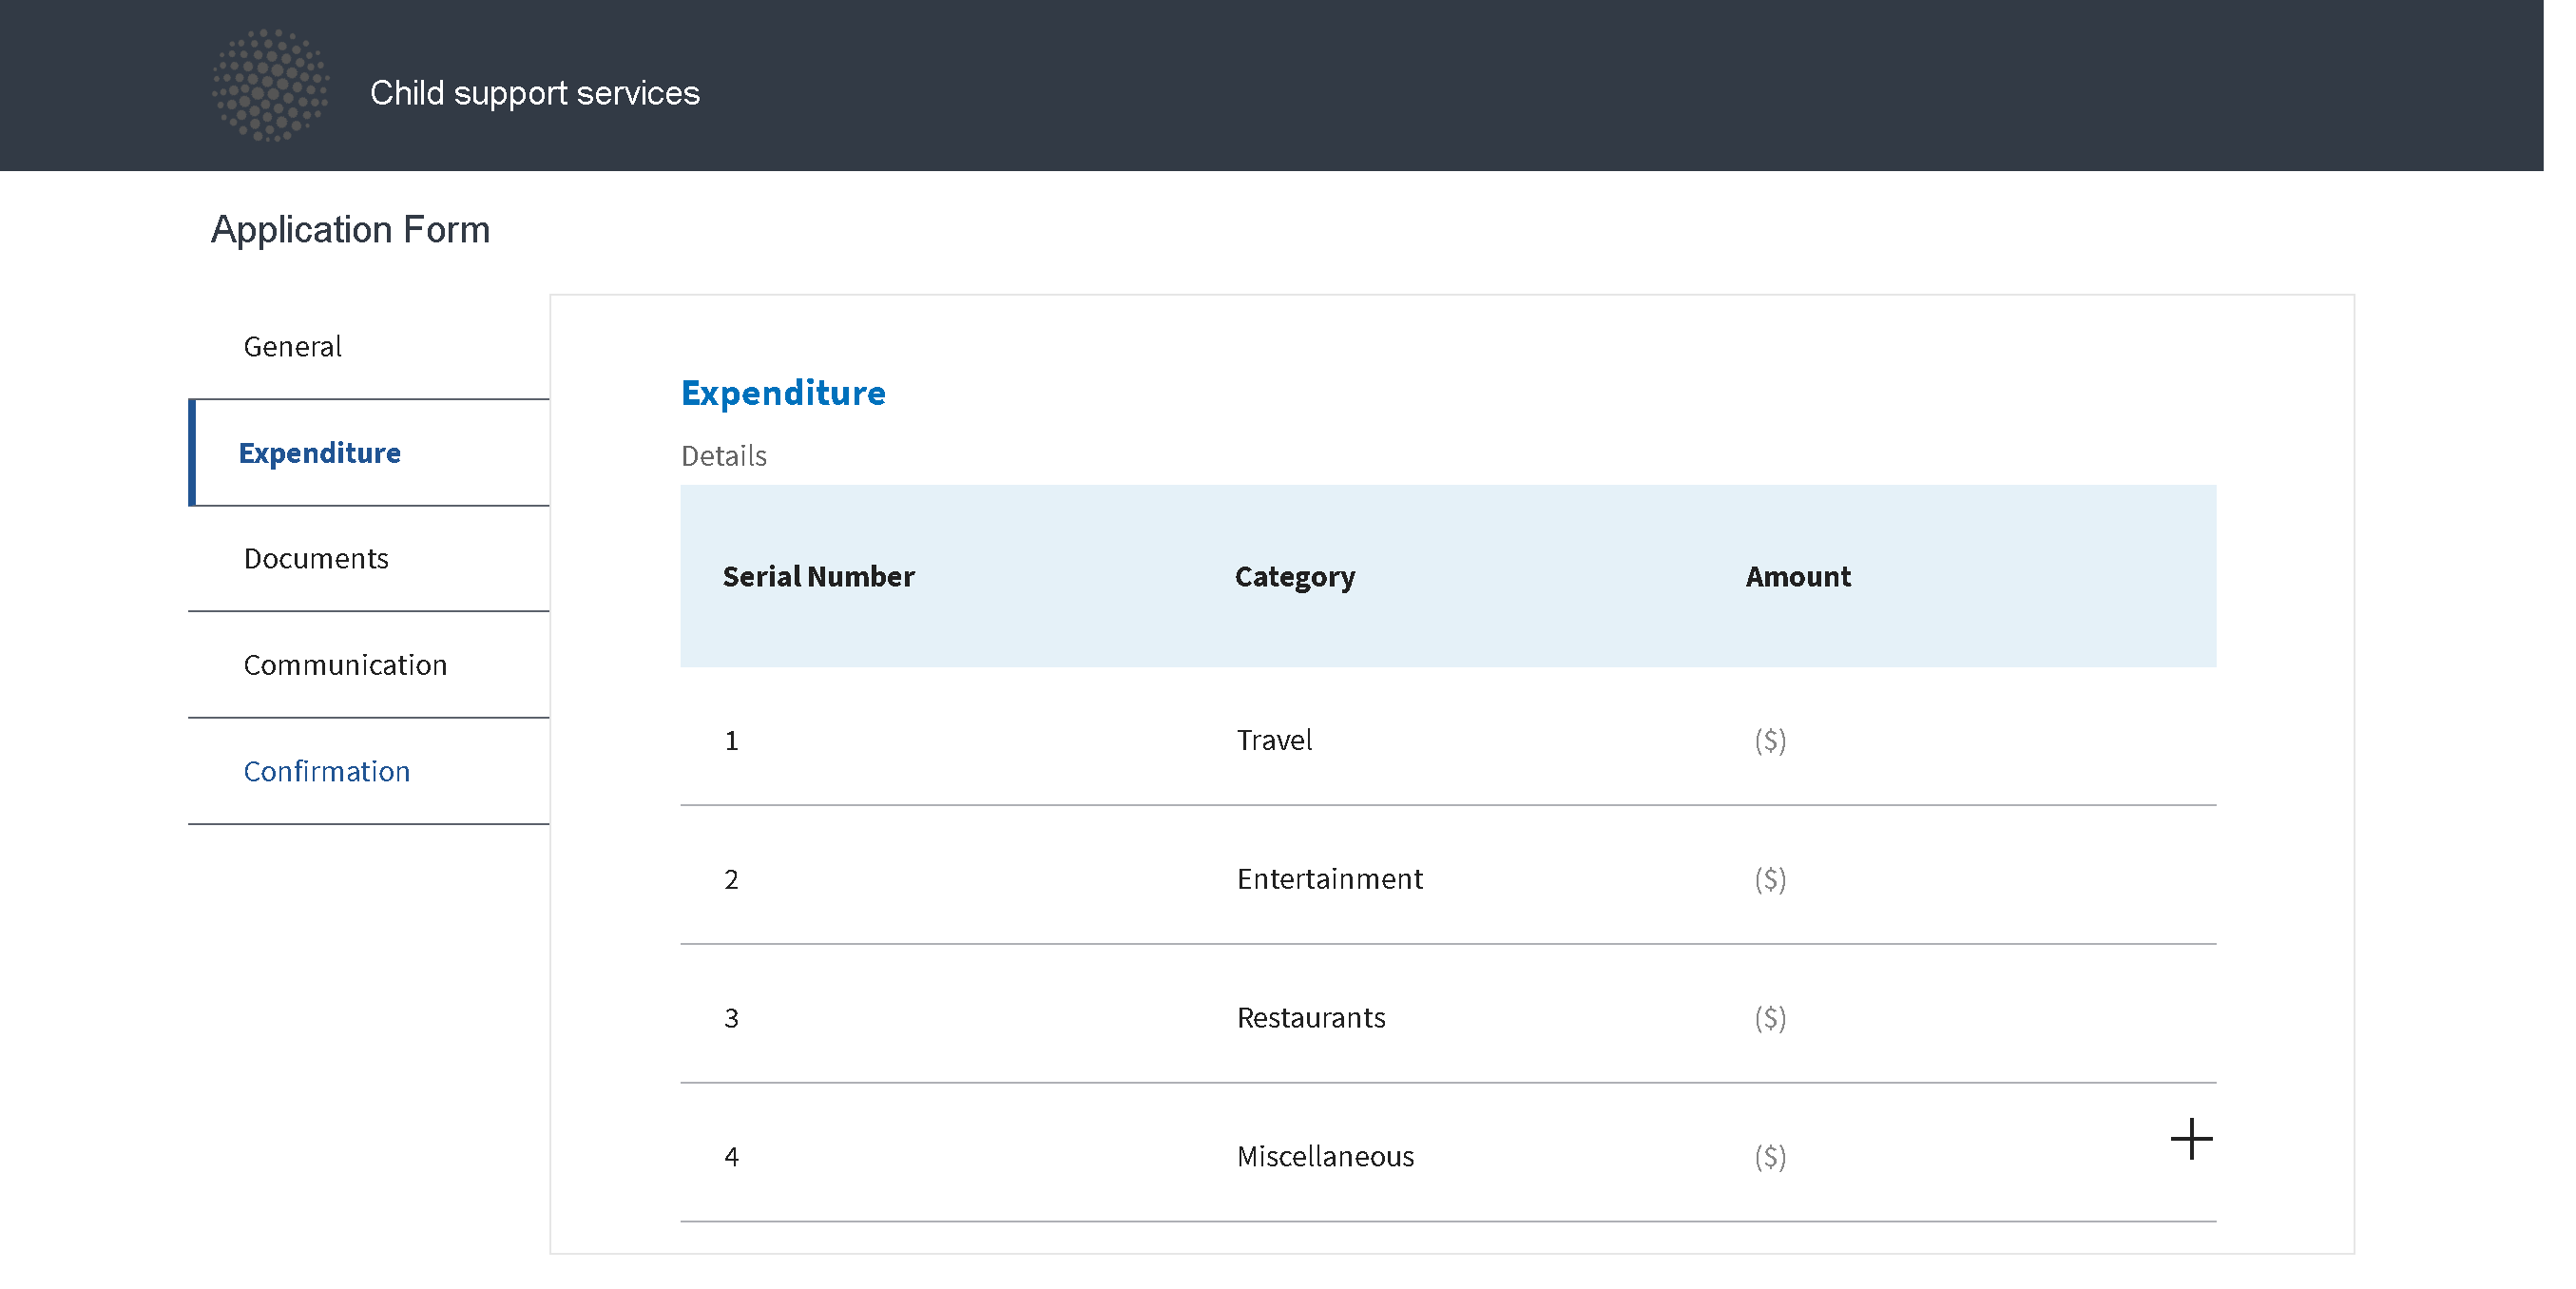 Child support services
Application Form
General
Expenditure
Documents
Communication
Confirmation
Expenditure
Details
Serial Number Category Amount
1 Travel ($)
2 Entertainment ($)
3 Restaurants ($)
4 Miscellaneous ($)